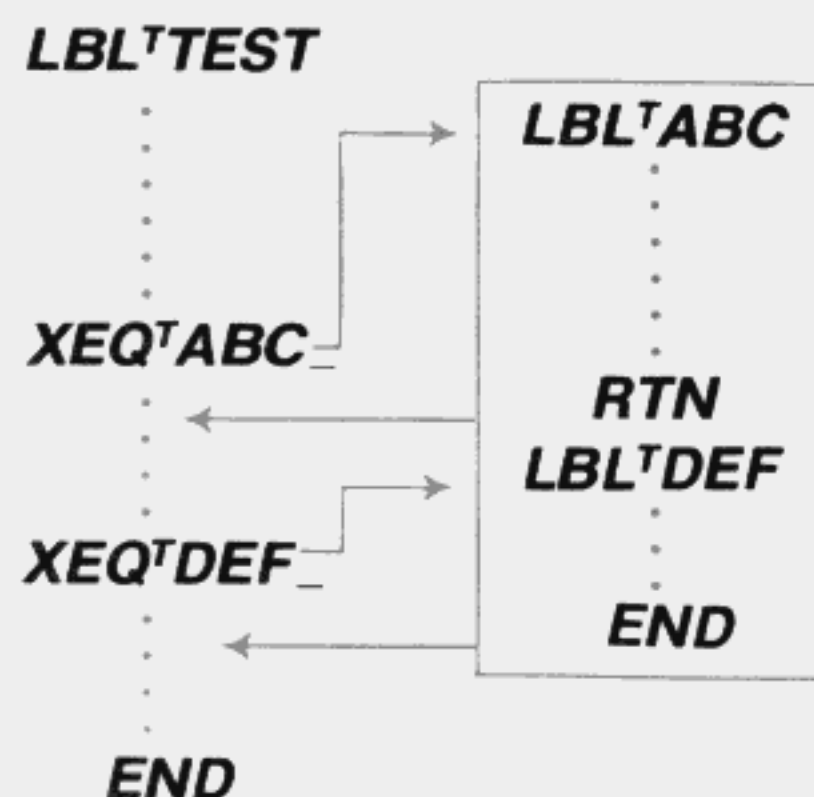 LBLᵀTEST
XEQᵀABC_
XEQᵀDEF_
END
LBLᵀABC
RTN
LBLᵀDEF
END